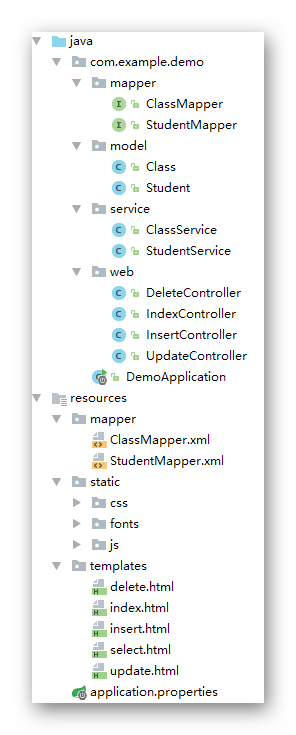 java
com.example.demo
mapper
ClassMapper
StudentMapper
model
Class
Student
service
ClassService
StudentService
web
DeleteController
IndexController
InsertController
UpdateController
DemoApplication
resources
mapper
ClassMapper.xml
StudentMapper.xml
static
css
fonts
js
templates
delete.html
index.html
insert.html
select.html
update.html
application.properties